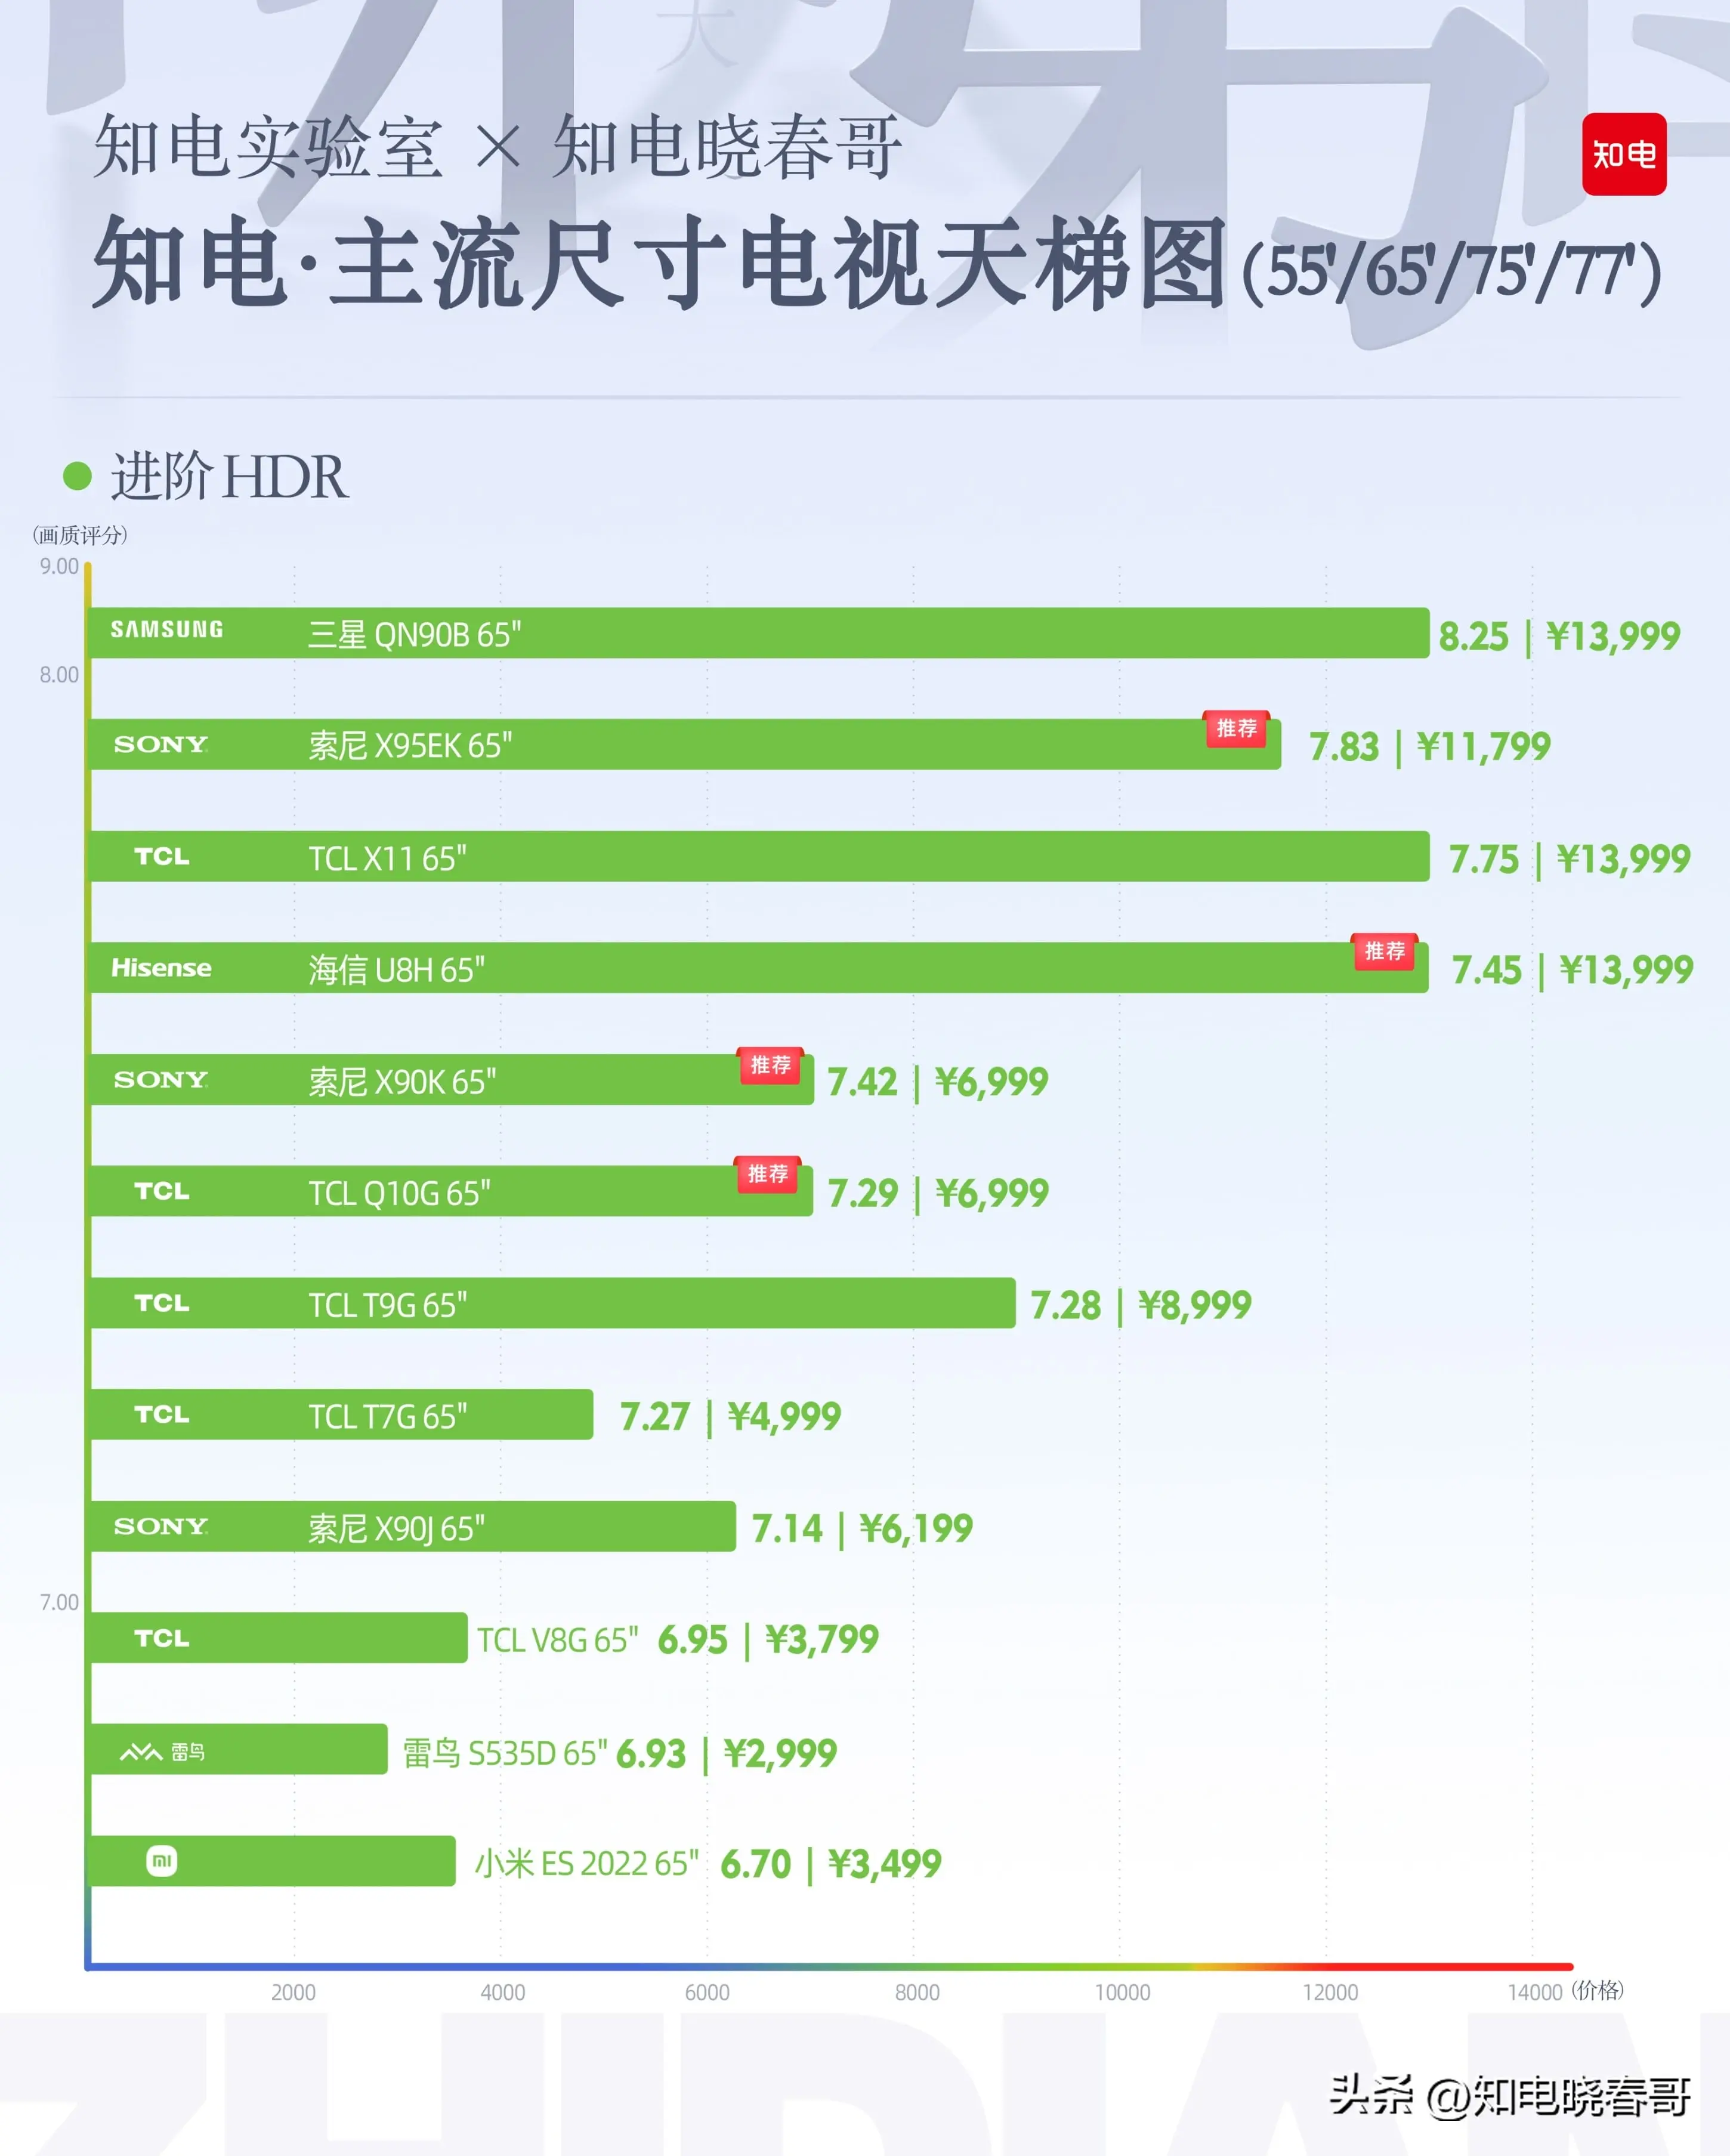 知电实验室 × 知电晓春哥
知电
知电·主流尺寸电视天梯图(55'/65'/75'/77')
进阶 HDR
(画质评分)
9.00
SAMSUNG 三星 QN90B 65" 8.25 | ¥13,999
8.00
SONY 索尼 X95EK 65" 推荐 7.83 | ¥11,799
TCL TCL X11 65" 7.75 | ¥13,999
Hisense 海信 U8H 65" 推荐 7.45 | ¥13,999
SONY 索尼 X90K 65" 推荐 7.42 | ¥6,999
TCL TCL Q10G 65" 推荐 7.29 | ¥6,999
TCL TCL T9G 65" 7.28 | ¥8,999
TCL TCL T7G 65" 7.27 | ¥4,999
SONY 索尼 X90J 65" 7.14 | ¥6,199
7.00
TCL TCL V8G 65" 6.95 | ¥3,799
雷鸟 雷鸟 S535D 65" 6.93 | ¥2,999
mi 小米 ES 2022 65" 6.70 | ¥3,499
2000 4000 6000 8000 10000 12000 14000 (价格)
ZHIDIAN
头条 @知电晓春哥